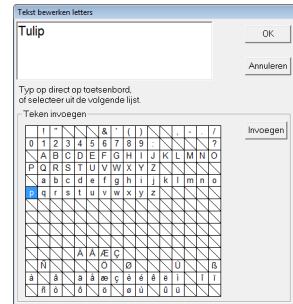 Tekst bewerken letters
Tulip
OK
Annuleren
Typ op direct op toetsenbord,
of selecteer uit de volgende lijst.
Teken invoegen
Invoegen
! " & ' ( ) , - . /
0 1 2 3 4 5 6 7 8 9 : ?
A B C D E F G H I J K L M N O
P Q R S T U V W X Y Z
a b c d e f g h i j k l m n o
p q r s t u v w x y z
Ä Å Æ Ç
Ñ Ö Ø Ü ß